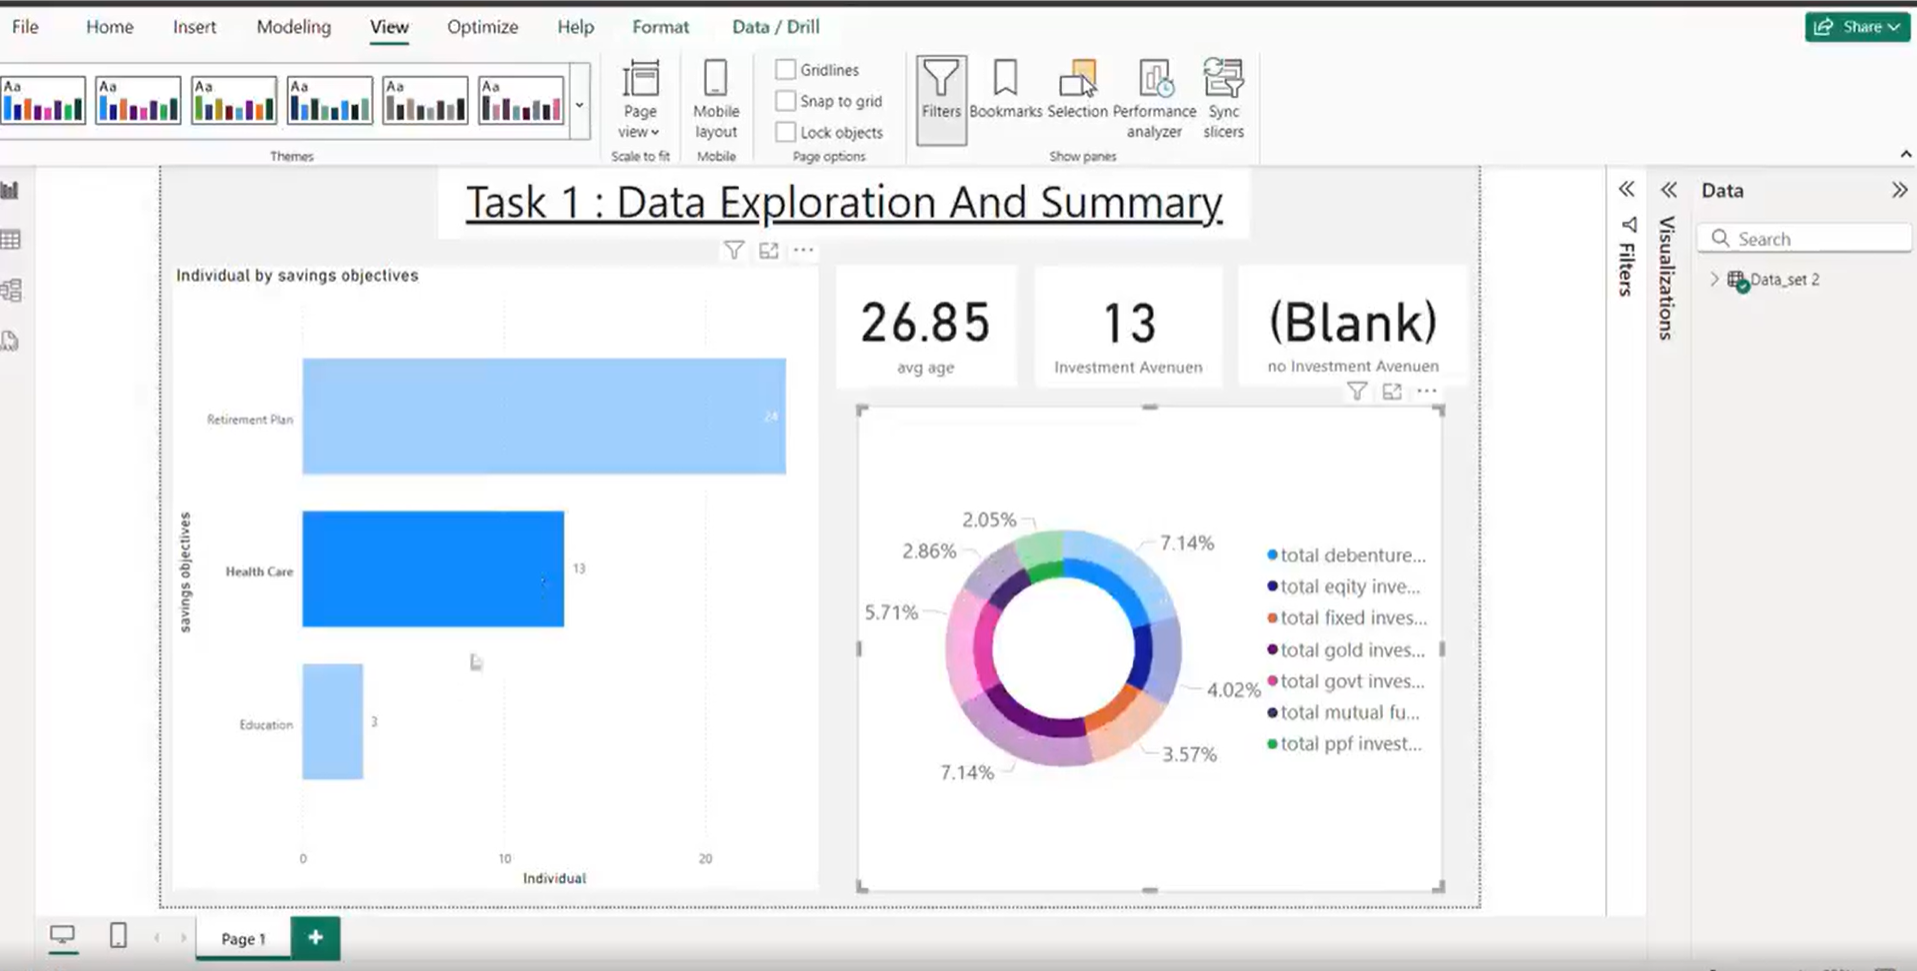 File Home Insert Modeling View Optimize Help Format Data / Drill Share
Aa Aa Aa Aa Aa Aa
Themes
Page view
Scale to fit
Mobile layout
Mobile
Gridlines
Snap to grid
Lock objects
Page options
Filters
Bookmarks
Selection
Performance analyzer
Sync slicers
Show panes
Task 1 : Data Exploration And Summary
Individual by savings objectives
savings objectives
Retirement Plan
24
Health Care
13
Education
3
0 10 20
Individual
26.85
avg age
13
Investment Avenuen
(Blank)
no Investment Avenuen
2.05%
7.14%
2.86%
5.71%
4.02%
3.57%
7.14%
total debenture...
total eqity inve...
total fixed inves...
total gold inves...
total govt inves...
total mutual fu...
total ppf invest...
Filters
Visualizations
Data
Search
Data_set 2
Page 1